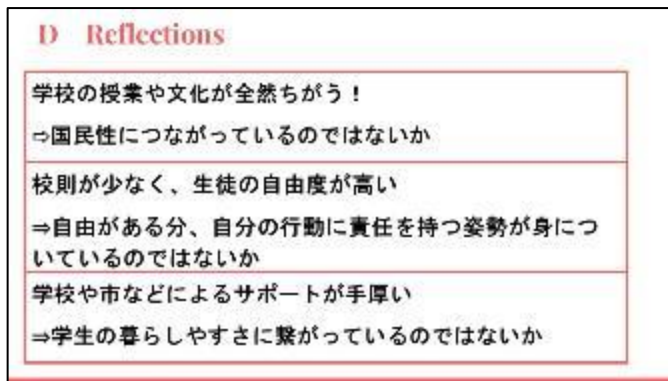 D Reflections
学校の授業や文化が全然ちがう！
⇨国民性につながっているのではないか
校則が少なく、生徒の自由度が高い
⇒自由がある分、自分の行動に責任を持つ姿勢が身につ
いているのではないか
学校や市などによるサポートが手厚い
⇒学生の暮らしやすさに繋がっているのではないか